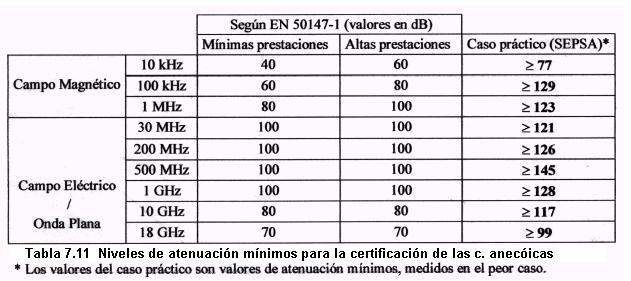 Según EN 50147-1 (valores en dB)
Mínimas prestaciones Altas prestaciones Caso práctico (SEPSA)*
Campo Magnético
10 kHz 40 60 ≥ 77
100 kHz 60 80 ≥ 129
1 MHz 80 100 ≥ 123
Campo Eléctrico
/
Onda Plana
30 MHz 100 100 ≥ 121
200 MHz 100 100 ≥ 126
500 MHz 100 100 ≥ 145
1 GHz 100 100 ≥ 128
10 GHz 80 80 ≥ 117
18 GHz 70 70 ≥ 99
Tabla 7.11 Niveles de atenuación mínimos para la certificación de las c. anecóicas
* Los valores del caso práctico son valores de atenuación mínimos, medidos en el peor caso.